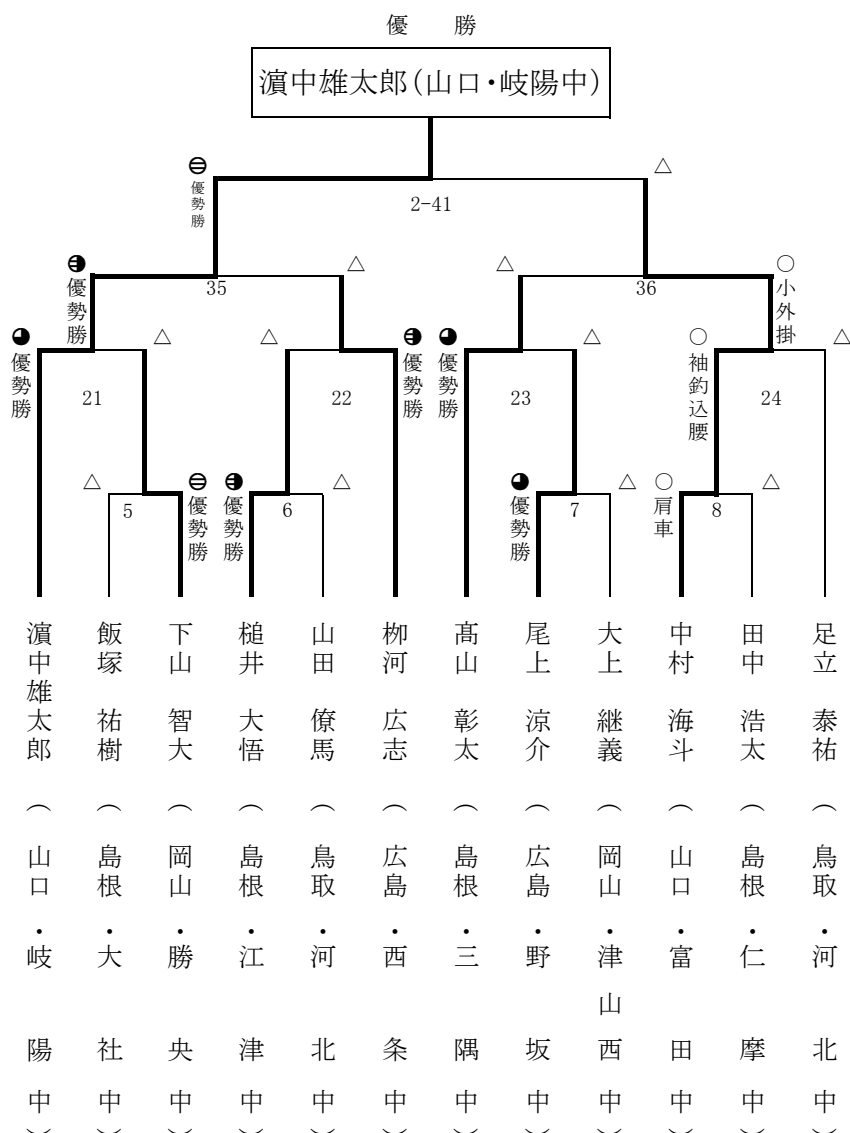 優 勝
濵中雄太郎(山口・岐陽中)
優勢勝 △
2-41
優勢勝 △ △ ○小外掛
35 36
優勢勝 △ △ 優勢勝 優勢勝 △ ○袖釣込腰 △
21 22 23 24
△ 優勢勝 優勢勝 △ 優勢勝 △ ○肩車 △
5 6 7 8
濵中雄太郎(山口・岐陽中)
飯塚 祐樹(島根・大社中)
下山 智大(岡山・勝央中)
槌井 大悟(島根・江津中)
山田 僚馬(鳥取・河北中)
栁河 広志(広島・西条中)
髙山 彰太(島根・三隅中)
尾上 涼介(広島・野坂中)
大上 継義(岡山・津山西中)
中村 海斗(山口・富田中)
田中 浩太(島根・仁摩中)
足立 泰祐(鳥取・河北中)